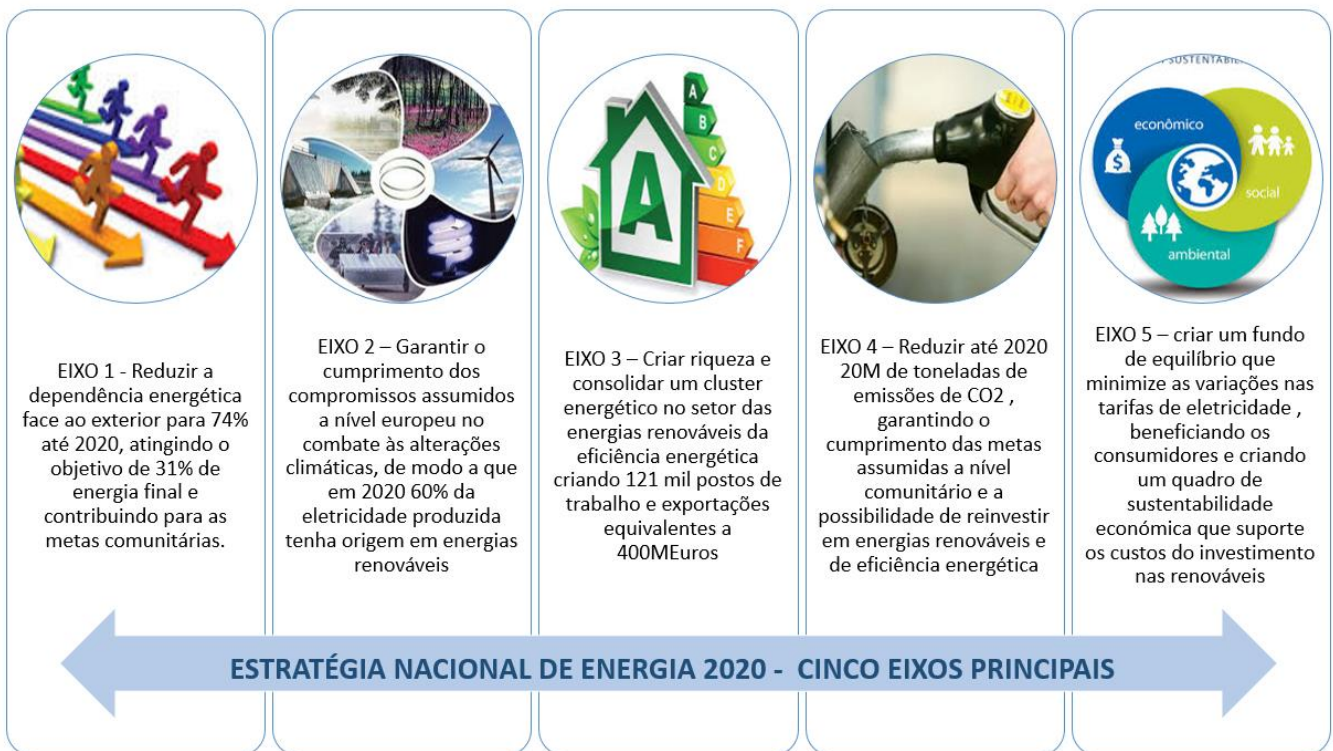 A
A
B
C
D
E
F
SUSTENTABI
econômico
$
social
ambiental
EIXO 1 - Reduzir a
dependência energética
face ao exterior para 74%
até 2020, atingindo o
objetivo de 31% de
energia final e
contribuindo para as
metas comunitárias.
EIXO 2 – Garantir o
cumprimento dos
compromissos assumidos
a nível europeu no
combate às alterações
climáticas, de modo a que
em 2020 60% da
eletricidade produzida
tenha origem em energias
renováveis
EIXO 3 – Criar riqueza e
consolidar um cluster
energético no setor das
energias renováveis da
eficiência energética
criando 121 mil postos de
trabalho e exportações
equivalentes a
400MEuros
EIXO 4 – Reduzir até 2020
20M de toneladas de
emissões de CO2 ,
garantindo o
cumprimento das metas
assumidas a nível
comunitário e a
possibilidade de reinvestir
em energias renováveis e
de eficiência energética
EIXO 5 – criar um fundo
de equilíbrio que
minimize as variações nas
tarifas de eletricidade ,
beneficiando os
consumidores e criando
um quadro de
sustentabilidade
económica que suporte
os custos do investimento
nas renováveis
ESTRATÉGIA NACIONAL DE ENERGIA 2020 - CINCO EIXOS PRINCIPAIS